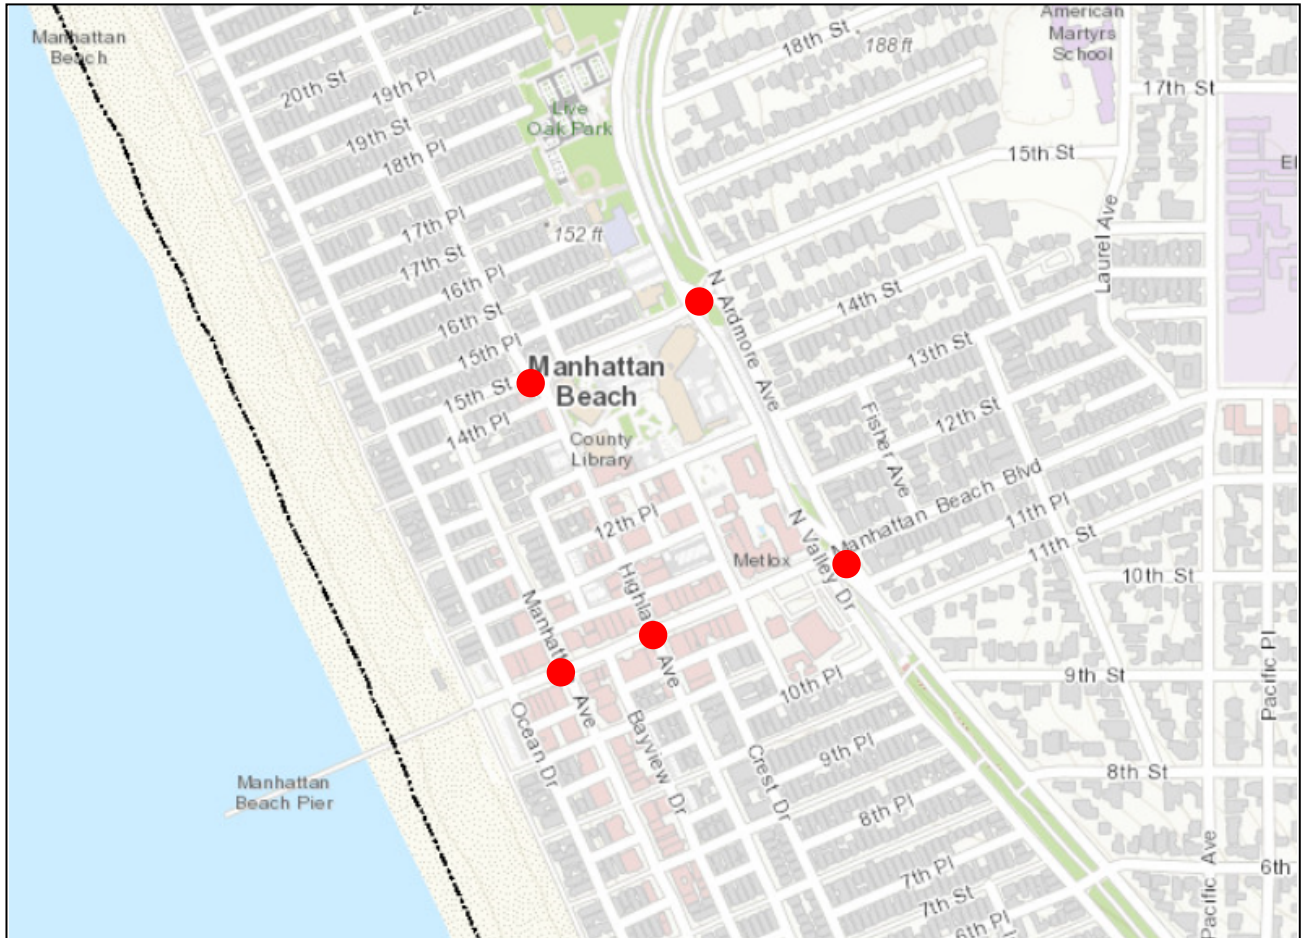 American
Martyrs
School
Manhattan
Beach
18th St
188 ft
20th St
19th Pl
17th St
Live
Oak Park
19th St
18th Pl
15th St
El
17th Pl
152 ft
Laurel Ave
17th St
16th Pl
N Ardmore Ave
14th St
16th St
15th Pl
13th St
Manhattan
Beach
15th St
14th Pl
12th St
Fisher Ave
County
Library
Manhattan Beach Blvd
12th Pl
11th Pl
N Valley Dr
11th St
Metlox
10th St
Highla
Ave
Manhatt
Ave
9th St
Pacific Pl
10th Pl
Ocean Dr
Bayview Dr
9th Pl
Crest Dr
8th St
Manhattan
Beach Pier
8th Pl
Pacific Ave
7th Pl
6th
7th St
6th Pl